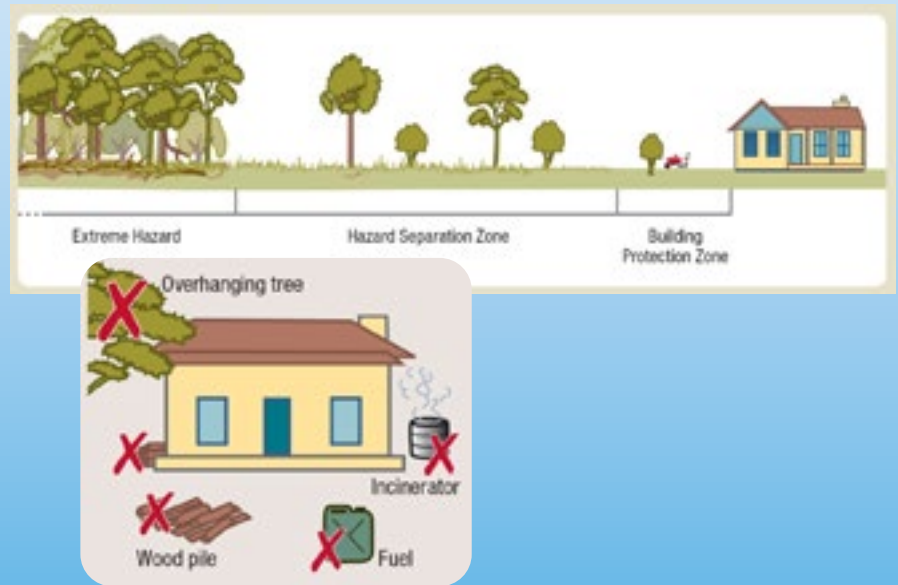 Extreme Hazard
Hazard Separation Zone
Building
Protection Zone
Overhanging tree
Incinerator
Wood pile
Fuel